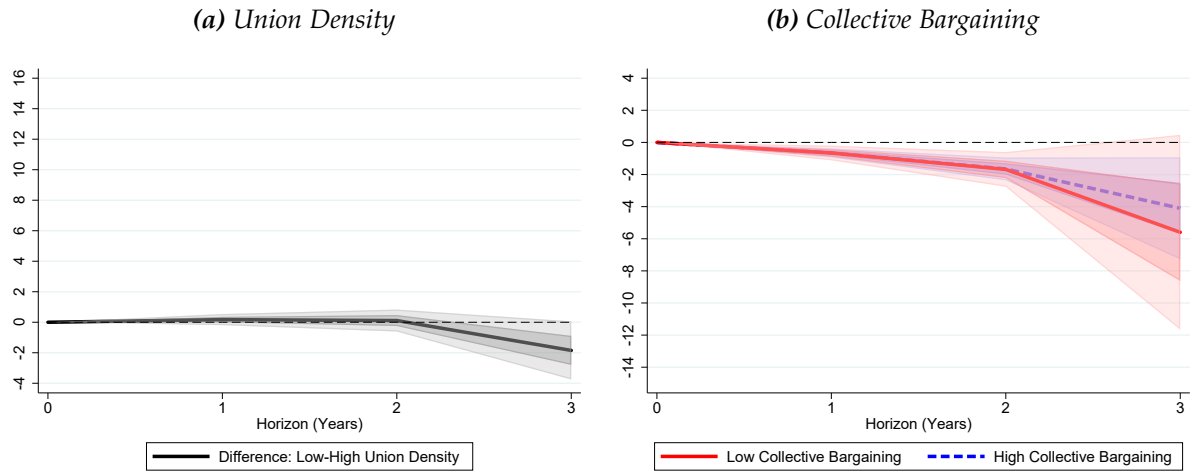 (a) Union Density
16
14
12
10
8
6
4
2
0
-2
-4
0 1 2 3
Horizon (Years)
Difference: Low-High Union Density
(b) Collective Bargaining
4
2
0
-2
-4
-6
-8
-10
-12
-14
0 1 2 3
Horizon (Years)
Low Collective Bargaining High Collective Bargaining